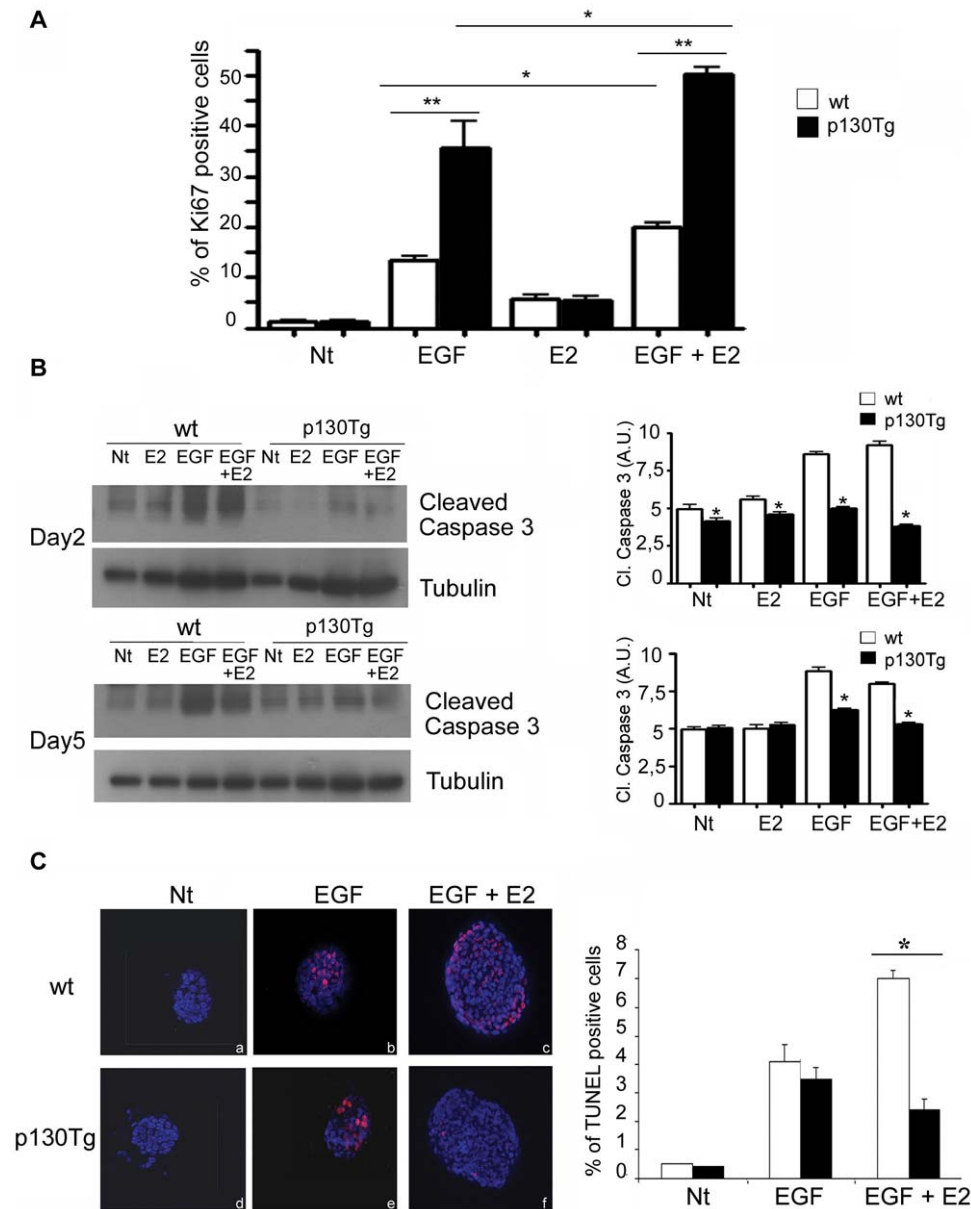 A
% of Ki67 positive cells
50
40
30
20
10
0
*
*
**
**
wt
p130Tg
Nt EGF E2 EGF + E2
B
wt p130Tg
Nt E2 EGF EGF +E2 Nt E2 EGF EGF +E2
Day2
Cleaved
Caspase 3
Tubulin
wt p130Tg
Nt E2 EGF EGF +E2 Nt E2 EGF EGF +E2
Day5
Cleaved
Caspase 3
Tubulin
wt
p130Tg
Cl. Caspase 3 (A.U.)
10
7,5
5
2,5
0
* * * *
Nt E2 EGF EGF+E2
wt
p130Tg
Cl. Caspase 3 (A.U.)
10
7,5
5
2,5
0
* *
Nt E2 EGF EGF+E2
C
Nt EGF EGF + E2
wt
a b c
p130Tg
d e f
% of TUNEL positive cells
8
7
6
5
4
3
2
1
0
*
Nt EGF EGF + E2